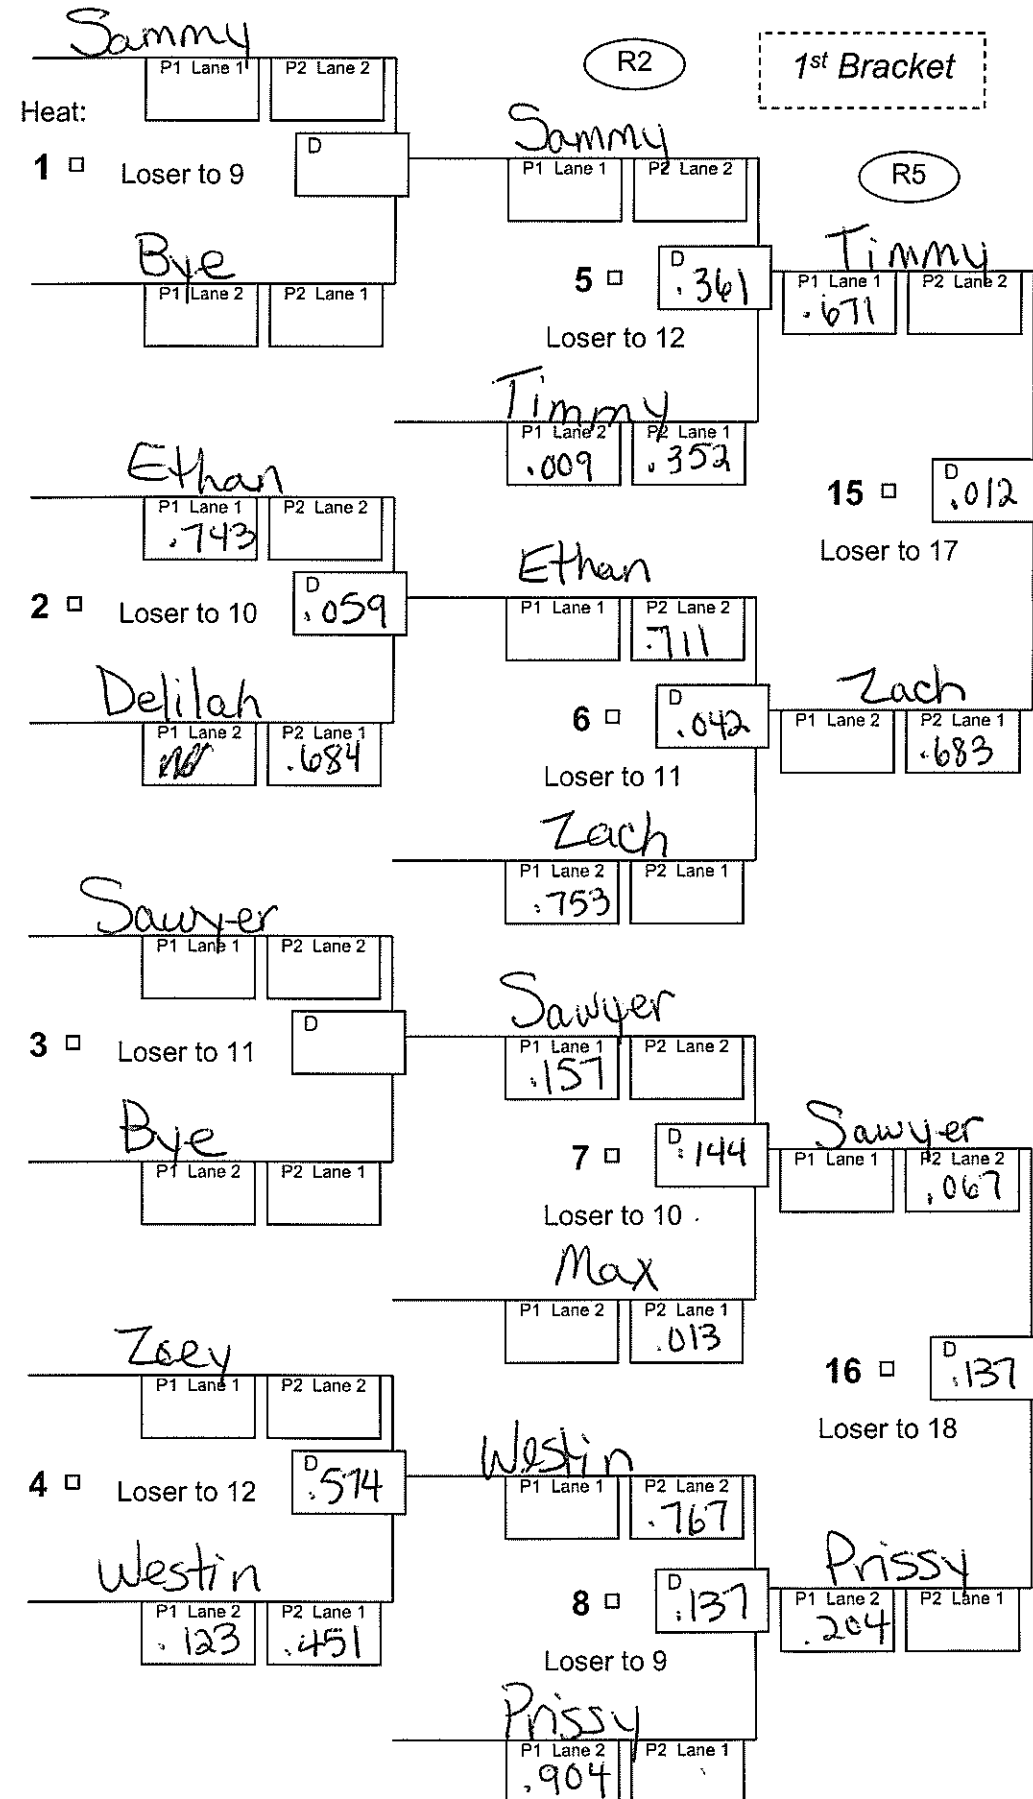 Sammy
P1 Lane 1 P2 Lane 2
Heat:
1 Loser to 9 D
Bye
P1 Lane 2 P2 Lane 1
Ethan
P1 Lane 1 P2 Lane 2
.743
2 Loser to 10 D .059
Delilah
P1 Lane 2 P2 Lane 1
.684
Sawyer
P1 Lane 1 P2 Lane 2
3 Loser to 11 D
Bye
P1 Lane 2 P2 Lane 1
Zoey
P1 Lane 1 P2 Lane 2
4 Loser to 12 D .574
Westin
P1 Lane 2 P2 Lane 1
.123 .451
R2
Sammy
P1 Lane 1 P2 Lane 2
5 D .361
Loser to 12
Timmy
P1 Lane 2 P2 Lane 1
.009 .352
Ethan
P1 Lane 1 P2 Lane 2
.711
6 D .042
Loser to 11
Zach
P1 Lane 2 P2 Lane 1
.753
Sawyer
P1 Lane 1 P2 Lane 2
.157
7 D .144
Loser to 10
Max
P1 Lane 2 P2 Lane 1
.013
Westin
P1 Lane 1 P2 Lane 2
.767
8 D .137
Loser to 9
Prissy
P1 Lane 2 P2 Lane 1
.904
1st Bracket
R5
Timmy
P1 Lane 1 P2 Lane 2
.671
15 D .012
Loser to 17
Zach
P1 Lane 2 P2 Lane 1
.683
Sawyer
P1 Lane 1 P2 Lane 2
.067
16 D .137
Loser to 18
Prissy
P1 Lane 2 P2 Lane 1
.204